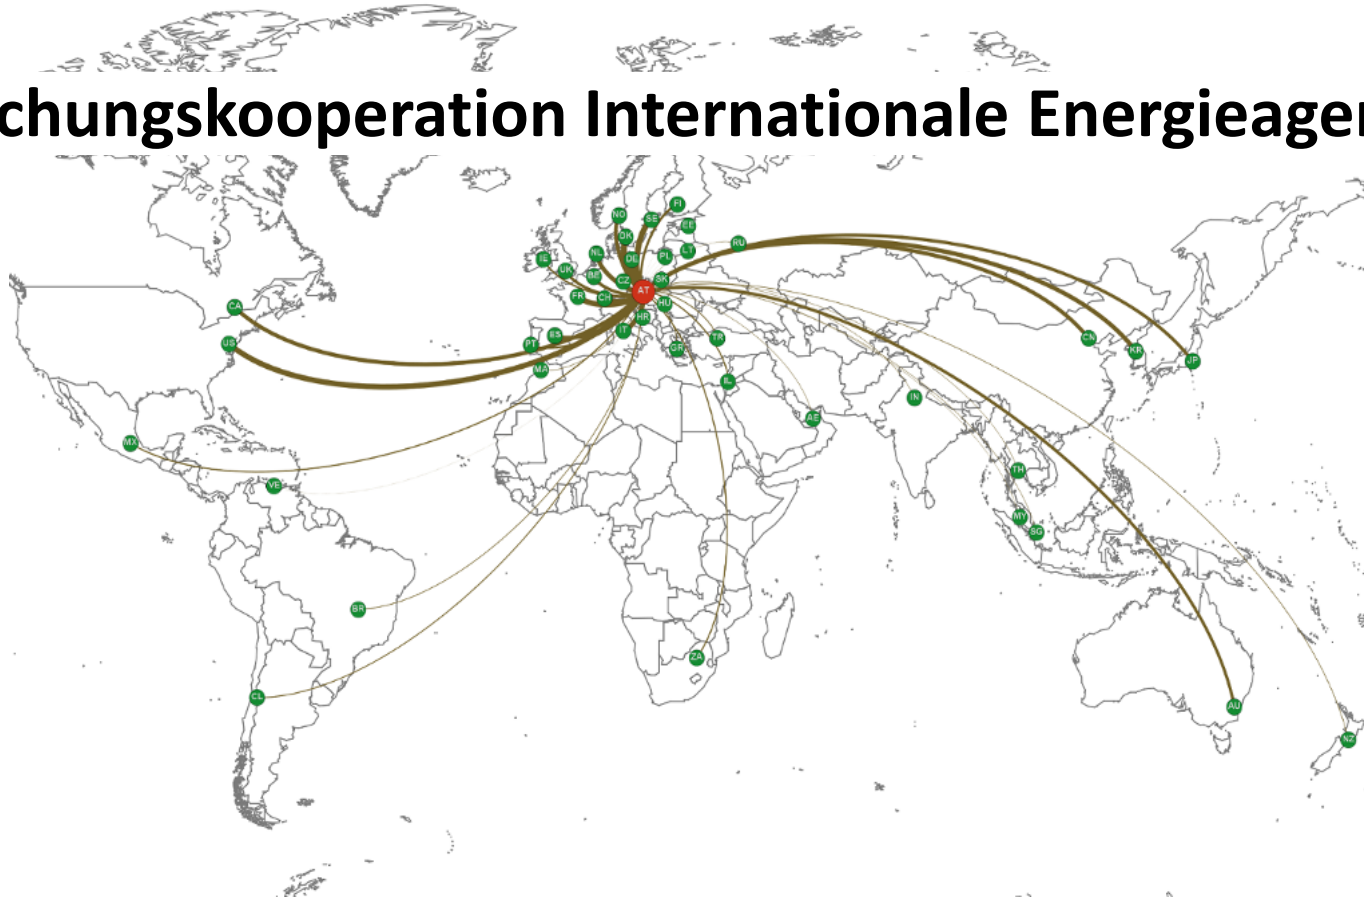 chungskooperation Internationale Energieager
FI
NO
SE
EE
DK
RU
LT
NL
IE
DE
PL
UK
BE
CZ
SK
AT
FR
CH
HU
CA
HR
IT
ES
TR
CN
US
PT
GR
KR
JP
MA
IL
IN
AE
MX
TH
VE
MY
SG
BR
ZA
CL
AU
NZ